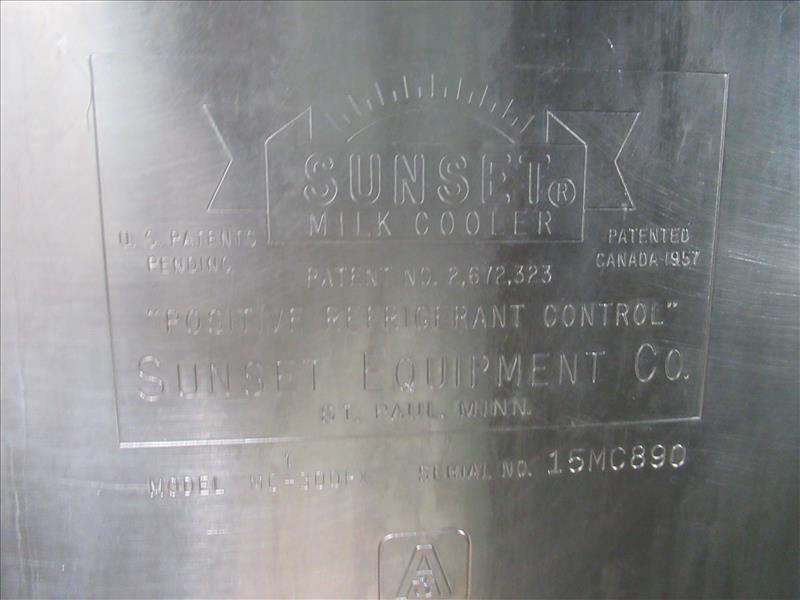 SUNSET®
MILK COOLER
U. S. PATENTS
PENDING
PATENTED
CANADA-1957
PATENT NO. 2,672,323
"POSITIVE REFRIGERANT CONTROL"
SUNSET EQUIPMENT CO.
ST. PAUL, MINN.
1
MODEL SERIAL NO. 15MC890